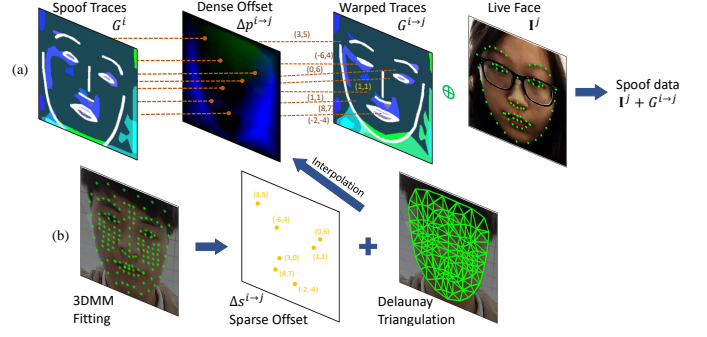 Spoof Traces
Dense Offset
Warped Traces
Live Face
G^i
Δp^{i→j}
G^{i→j}
I^j
(3,5)
(-6,4)
(0,6)
(1,1)
(1,1)
(8,7)
(-2,-4)
(a)
Spoof data
I^j + G^{i→j}
Interpolation
(b)
(3,5)
(-6,4)
(0,6)
(1,1)
(3,0)
(8,7)
(-2,-4)
3DMM
Fitting
Δs^{i→j}
Sparse Offset
Delaunay
Triangulation